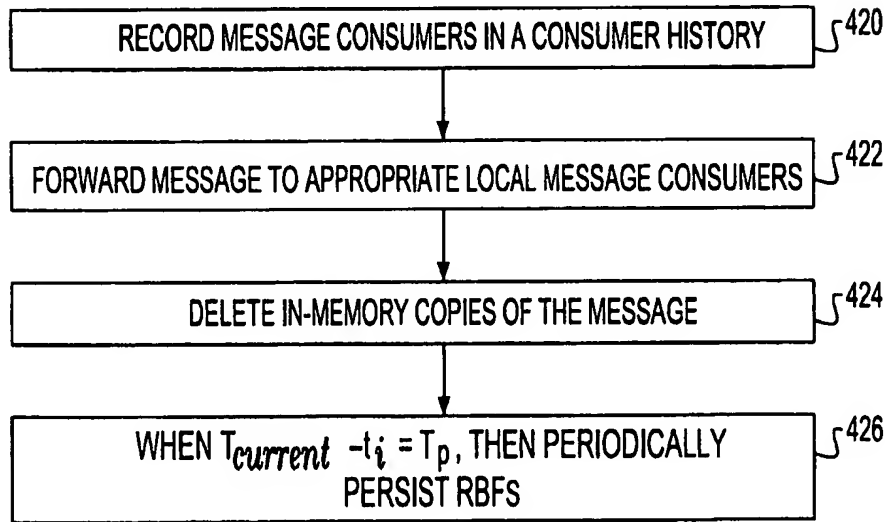 RECORD MESSAGE CONSUMERS IN A CONSUMER HISTORY
420
FORWARD MESSAGE TO APPROPRIATE LOCAL MESSAGE CONSUMERS
422
DELETE IN-MEMORY COPIES OF THE MESSAGE
424
WHEN Tcurrent -ti = Tp, THEN PERIODICALLY
PERSIST RBFs
426